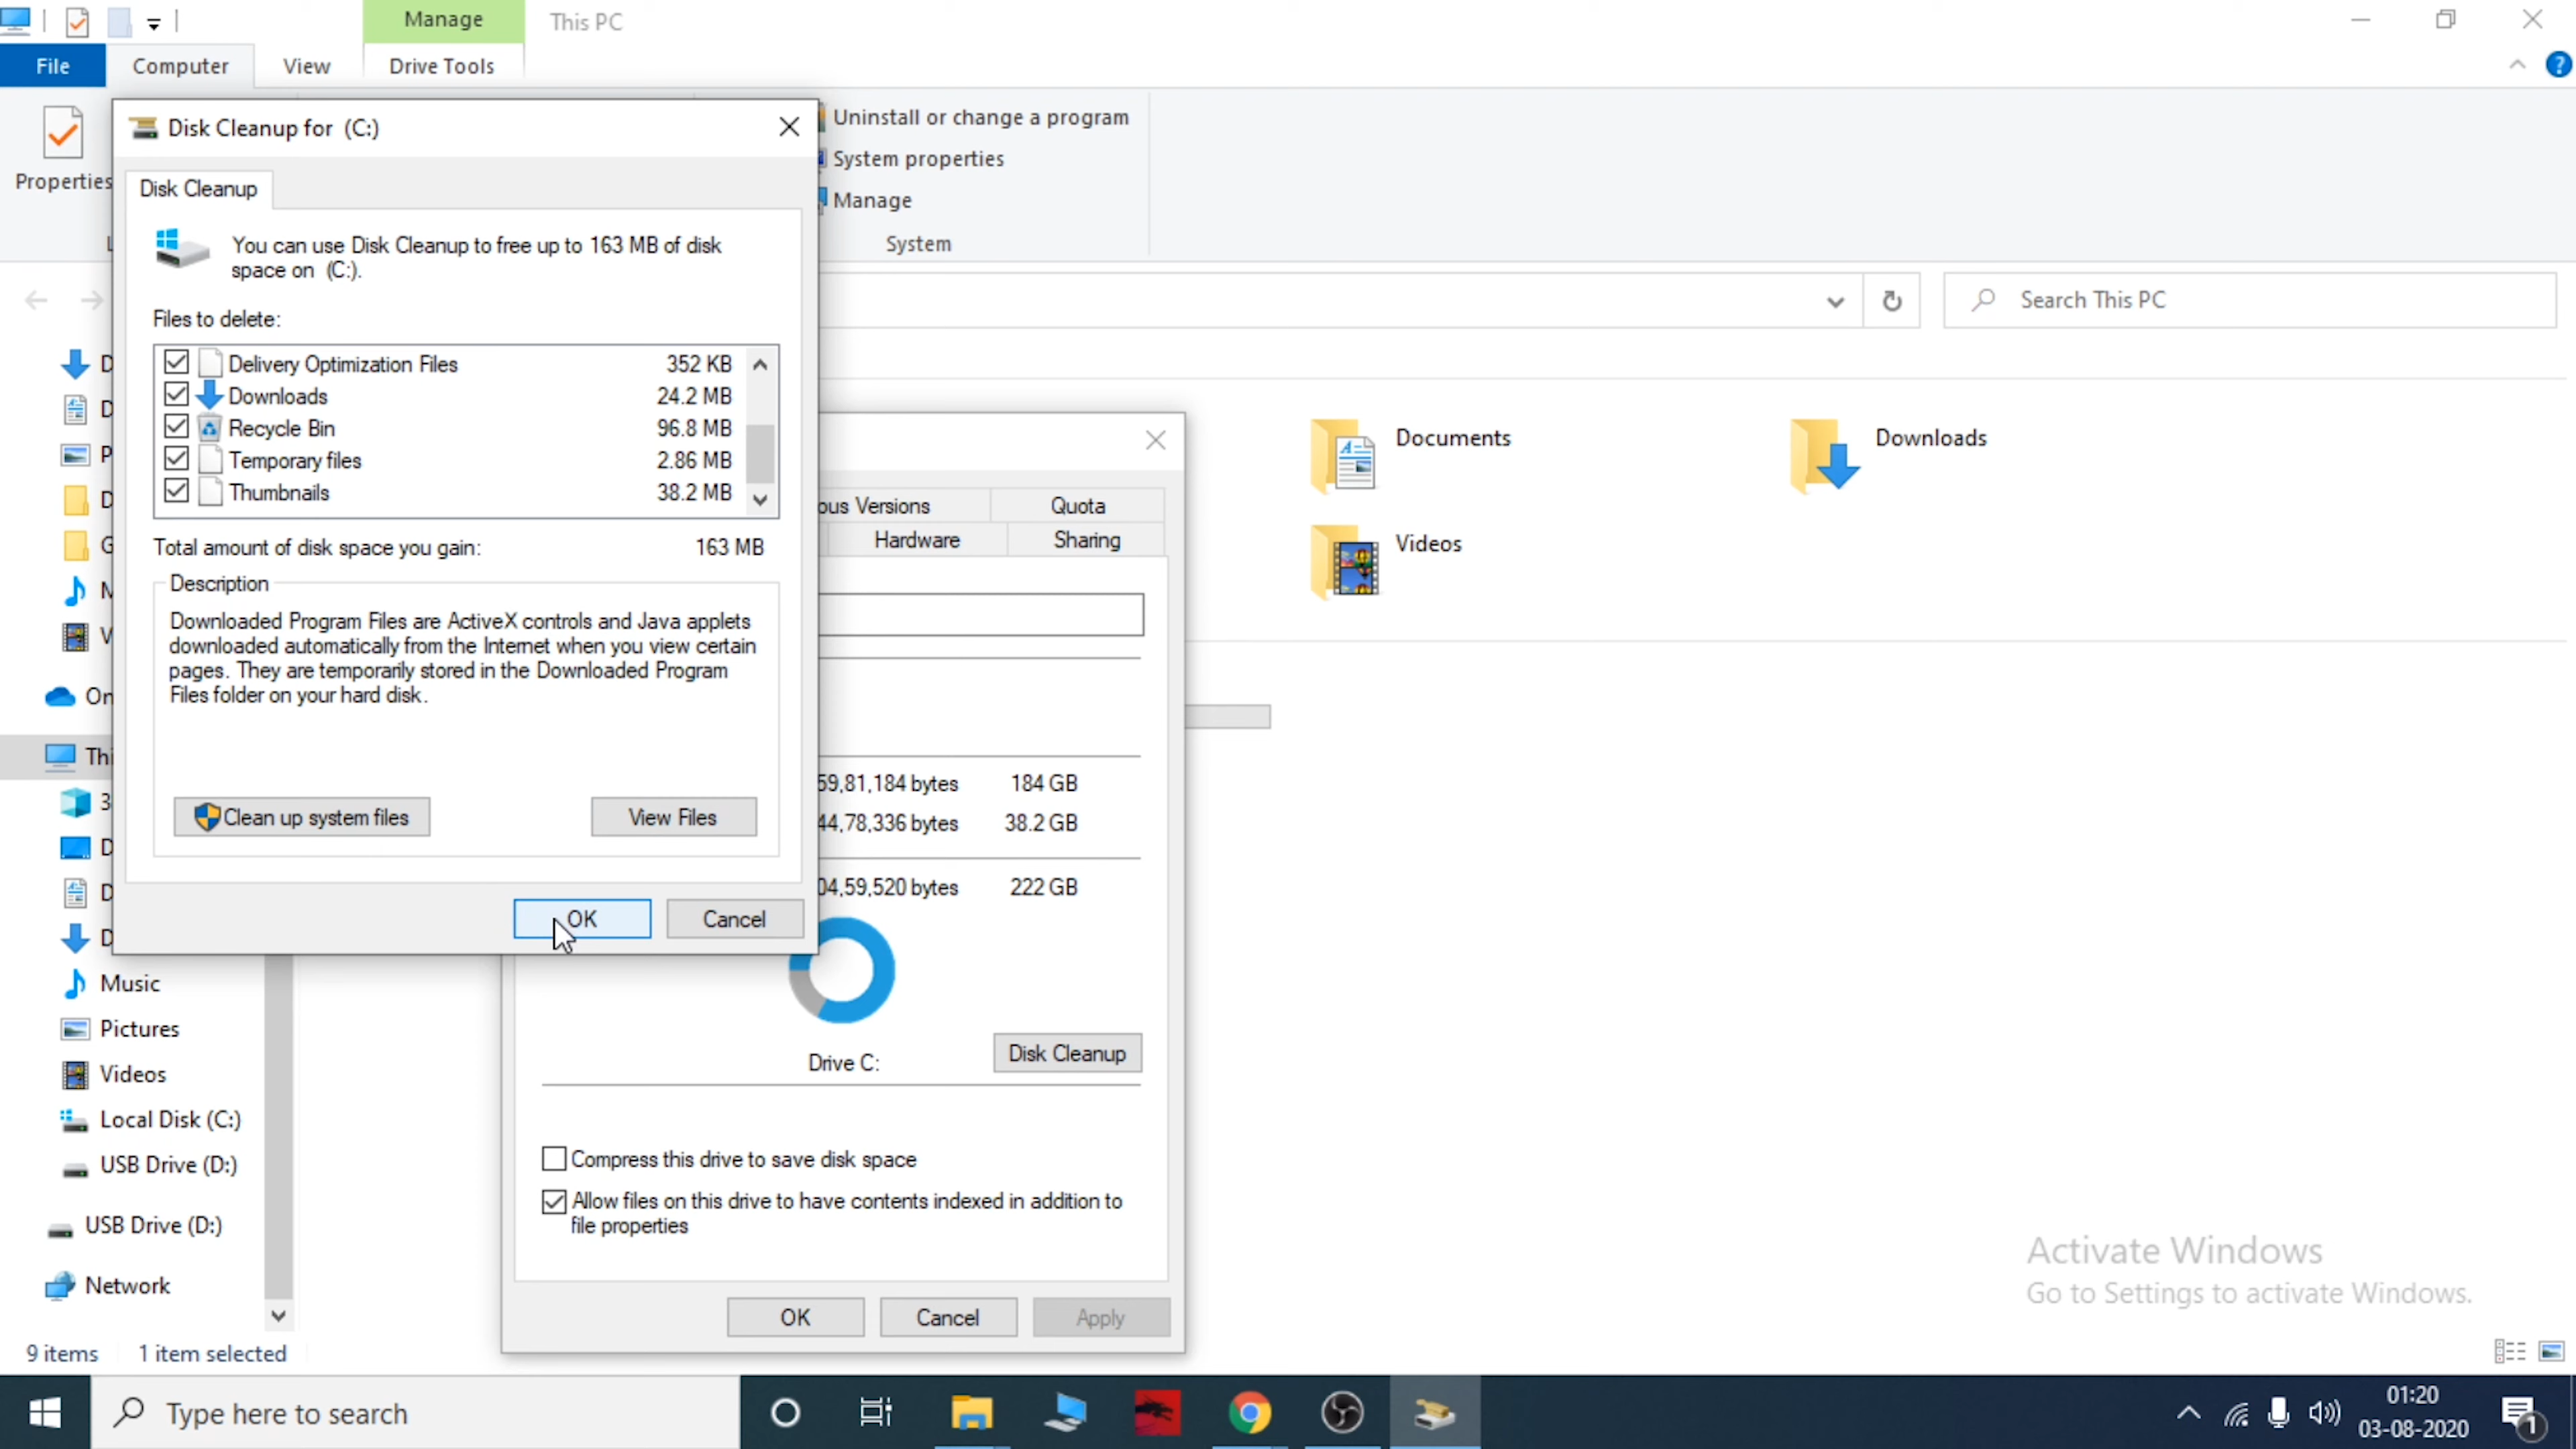 Manage
This PC
File
Computer
View
Drive Tools
Properties
Uninstall or change a program
System properties
Manage
System
Disk Cleanup for (C:)
Disk Cleanup
You can use Disk Cleanup to free up to 163 MB of disk
space on (C:).
Files to delete:
Delivery Optimization Files 352 KB
Downloads 24.2 MB
Recycle Bin 96.8 MB
Temporary files 2.86 MB
Thumbnails 38.2 MB
Total amount of disk space you gain: 163 MB
Description
Downloaded Program Files are ActiveX controls and Java applets
downloaded automatically from the Internet when you view certain
pages. They are temporarily stored in the Downloaded Program
Files folder on your hard disk.
Clean up system files
View Files
OK
Cancel
Search This PC
Documents
Downloads
Videos
Versions
Quota
Hardware
Sharing
59,81,184 bytes 184 GB
44,78,336 bytes 38.2 GB
04,59,520 bytes 222 GB
Drive C:
Disk Cleanup
Compress this drive to save disk space
Allow files on this drive to have contents indexed in addition to
file properties
OK
Cancel
Apply
Music
Pictures
Videos
Local Disk (C:)
USB Drive (D:)
USB Drive (D:)
Network
9 items
1 item selected
Activate Windows
Go to Settings to activate Windows.
Type here to search
01:20
03-08-2020
1